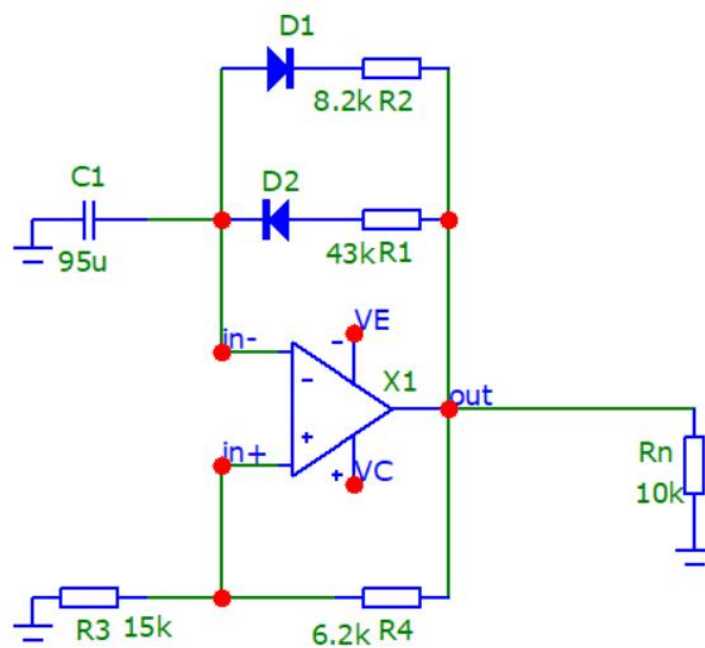 D1
8.2k R2
C1
D2
95u
43k R1
in-
VE
-
-
X1
out
in+
+
+
VC
Rn
10k
R3 15k
6.2k R4